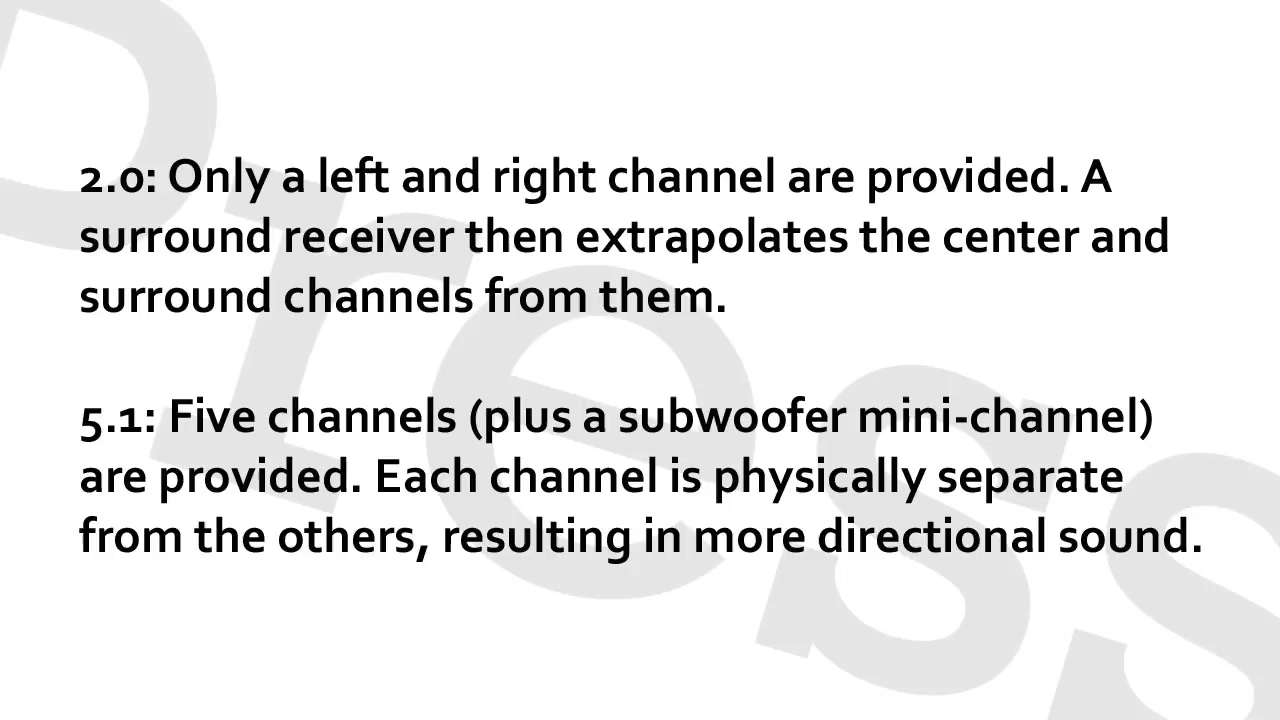 2.0: Only a left and right channel are provided. A
surround receiver then extrapolates the center and
surround channels from them.
5.1: Five channels (plus a subwoofer mini-channel)
are provided. Each channel is physically separate
from the others, resulting in more directional sound.
Press